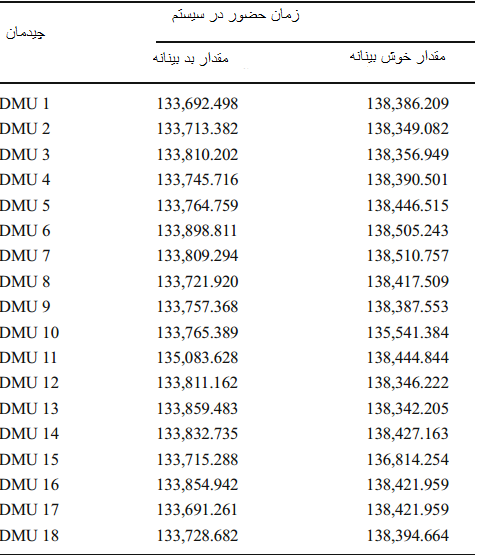 زمان حضور در سیستم
چیدمان
مقدار بد بینانه مقدار خوش بینانه
DMU 1 133,692.498 138,386.209
DMU 2 133,713.382 138,349.082
DMU 3 133,810.202 138,356.949
DMU 4 133,745.716 138,390.501
DMU 5 133,764.759 138,446.515
DMU 6 133,898.811 138,505.243
DMU 7 133,809.294 138,510.757
DMU 8 133,721.920 138,417.509
DMU 9 133,757.368 138,387.553
DMU 10 133,765.389 135,541.384
DMU 11 135,083.628 138,444.844
DMU 12 133,811.162 138,346.222
DMU 13 133,859.483 138,342.205
DMU 14 133,832.735 138,427.163
DMU 15 133,715.288 136,814.254
DMU 16 133,854.942 138,421.959
DMU 17 133,691.261 138,421.959
DMU 18 133,728.682 138,394.664